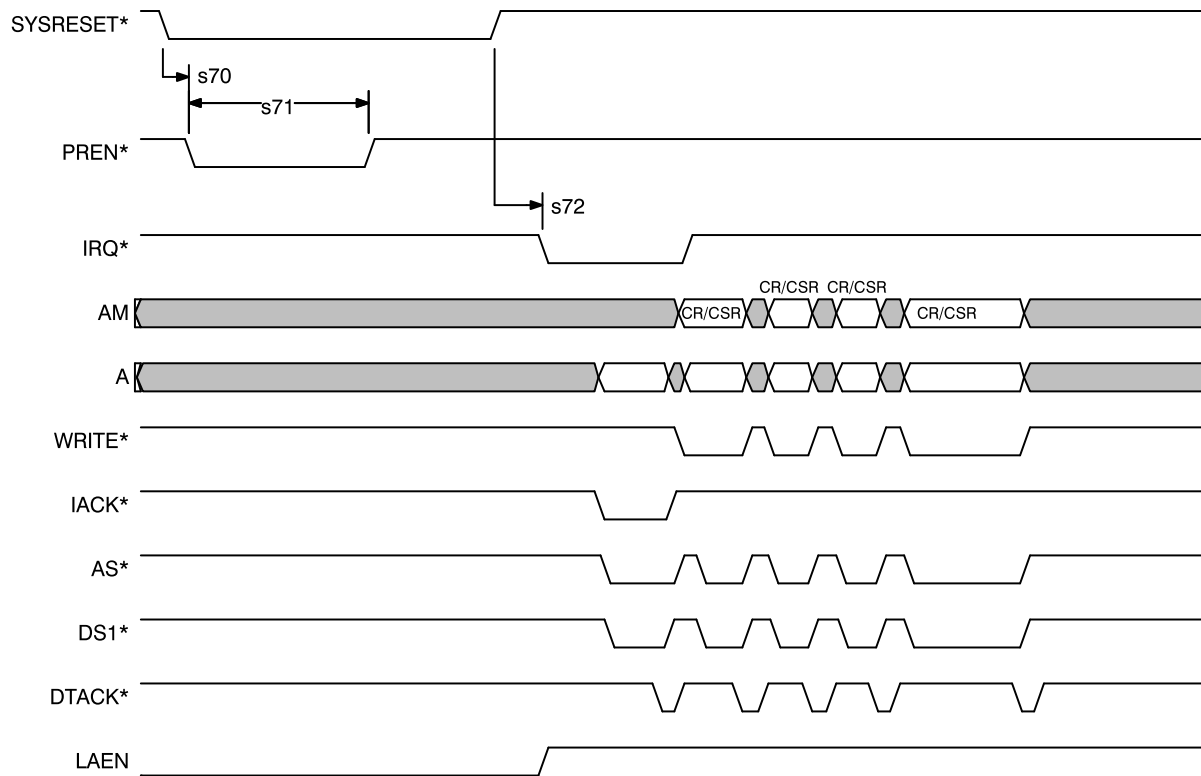 SYSRESET*
s70
s71
PREN*
s72
IRQ*
CR/CSR CR/CSR
AM CR/CSR CR/CSR
A
WRITE*
IACK*
AS*
DS1*
DTACK*
LAEN